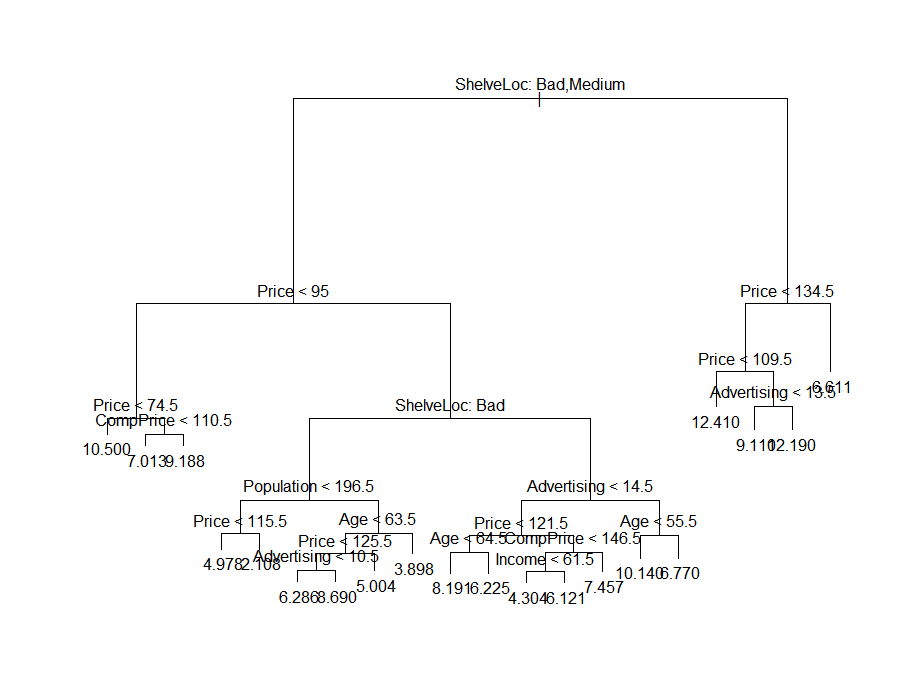 ShelveLoc: Bad,Medium
Price < 95
Price < 134.5
Price < 109.5
6.611
Advertising < 13.5
Price < 74.5
ShelveLoc: Bad
CompPrice < 110.5
12.410
10.500
9.110
12.190
7.013
9.188
Population < 196.5
Advertising < 14.5
Price < 115.5
Age < 63.5
Price < 121.5
Age < 55.5
Price < 125.5
Age < 64.5
CompPrice < 146.5
Advertising < 10.5
Income < 61.5
4.978
2.108
3.898
10.140
6.770
5.004
8.191
6.225
7.457
6.286
8.690
4.304
6.121